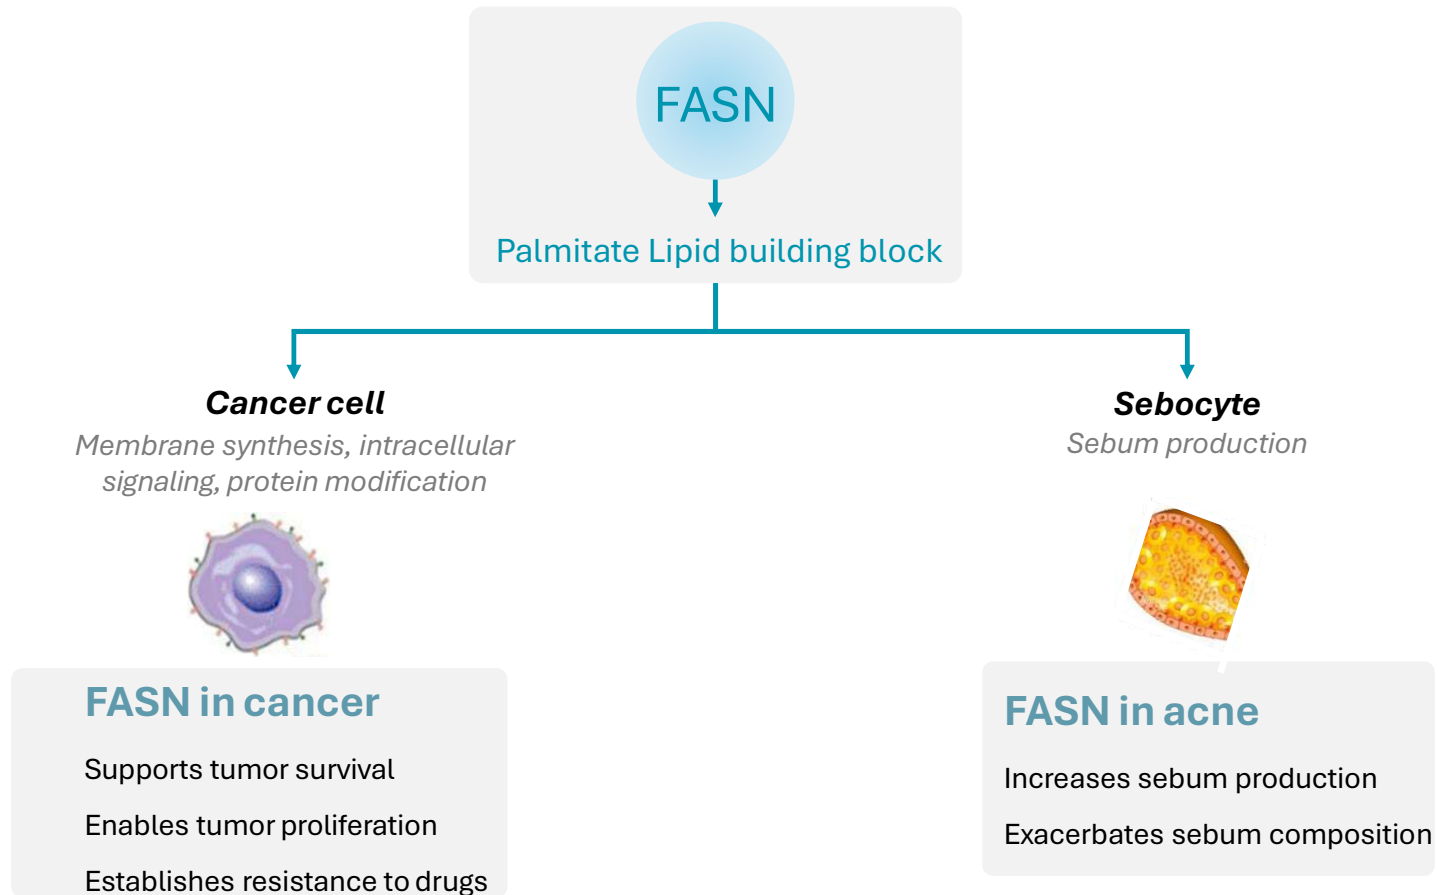 FASN
Palmitate Lipid building block
Cancer cell
Membrane synthesis, intracellular
signaling, protein modification
Sebocyte
Sebum production
FASN in cancer
Supports tumor survival
Enables tumor proliferation
Establishes resistance to drugs
FASN in acne
Increases sebum production
Exacerbates sebum composition